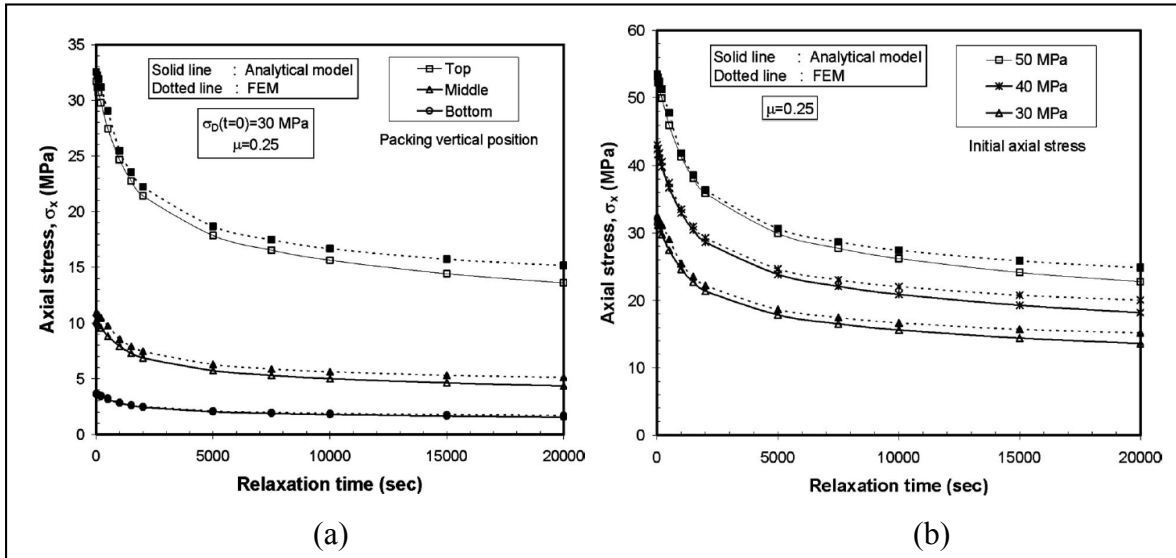 35
30
25
20
15
10
5
0
Axial stress, σx (MPa)
Solid line : Analytical model
Dotted line : FEM
σD(t=0)=30 MPa
μ=0.25
Top
Middle
Bottom
Packing vertical position
0 5000 10000 15000 20000
Relaxation time (sec)
(a)
60
50
40
30
20
10
0
Axial stress, σx (MPa)
Solid line : Analytical model
Dotted line : FEM
μ=0.25
50 MPa
40 MPa
30 MPa
Initial axial stress
0 5000 10000 15000 20000
Relaxation time (sec)
(b)